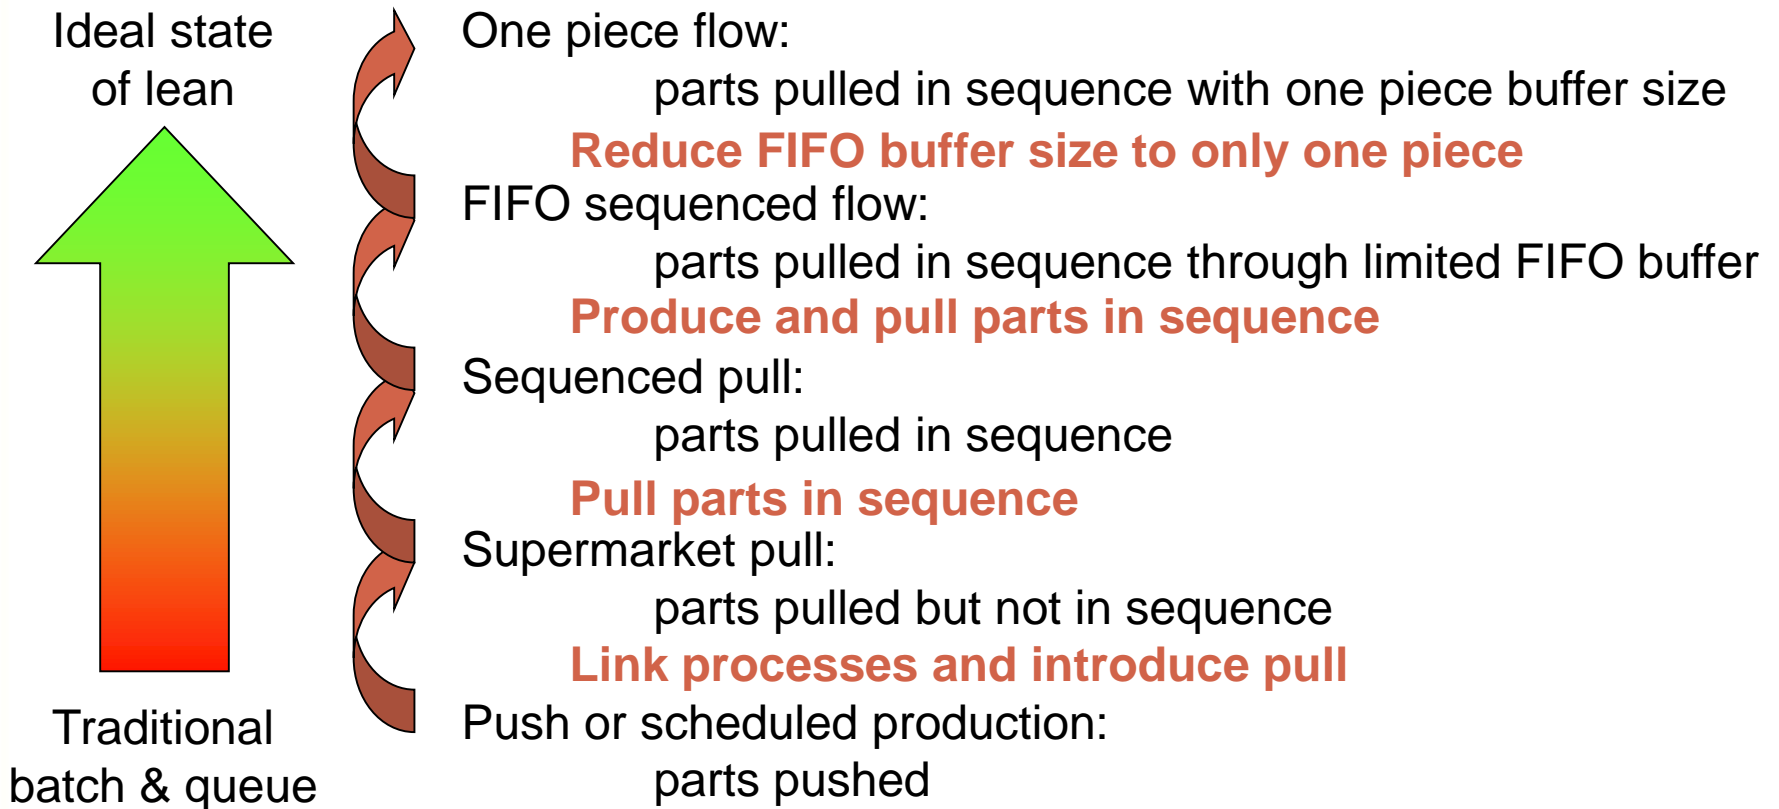 Ideal state
of lean
Traditional
batch & queue
One piece flow:
parts pulled in sequence with one piece buffer size
Reduce FIFO buffer size to only one piece
FIFO sequenced flow:
parts pulled in sequence through limited FIFO buffer
Produce and pull parts in sequence
Sequenced pull:
parts pulled in sequence
Pull parts in sequence
Supermarket pull:
parts pulled but not in sequence
Link processes and introduce pull
Push or scheduled production:
parts pushed